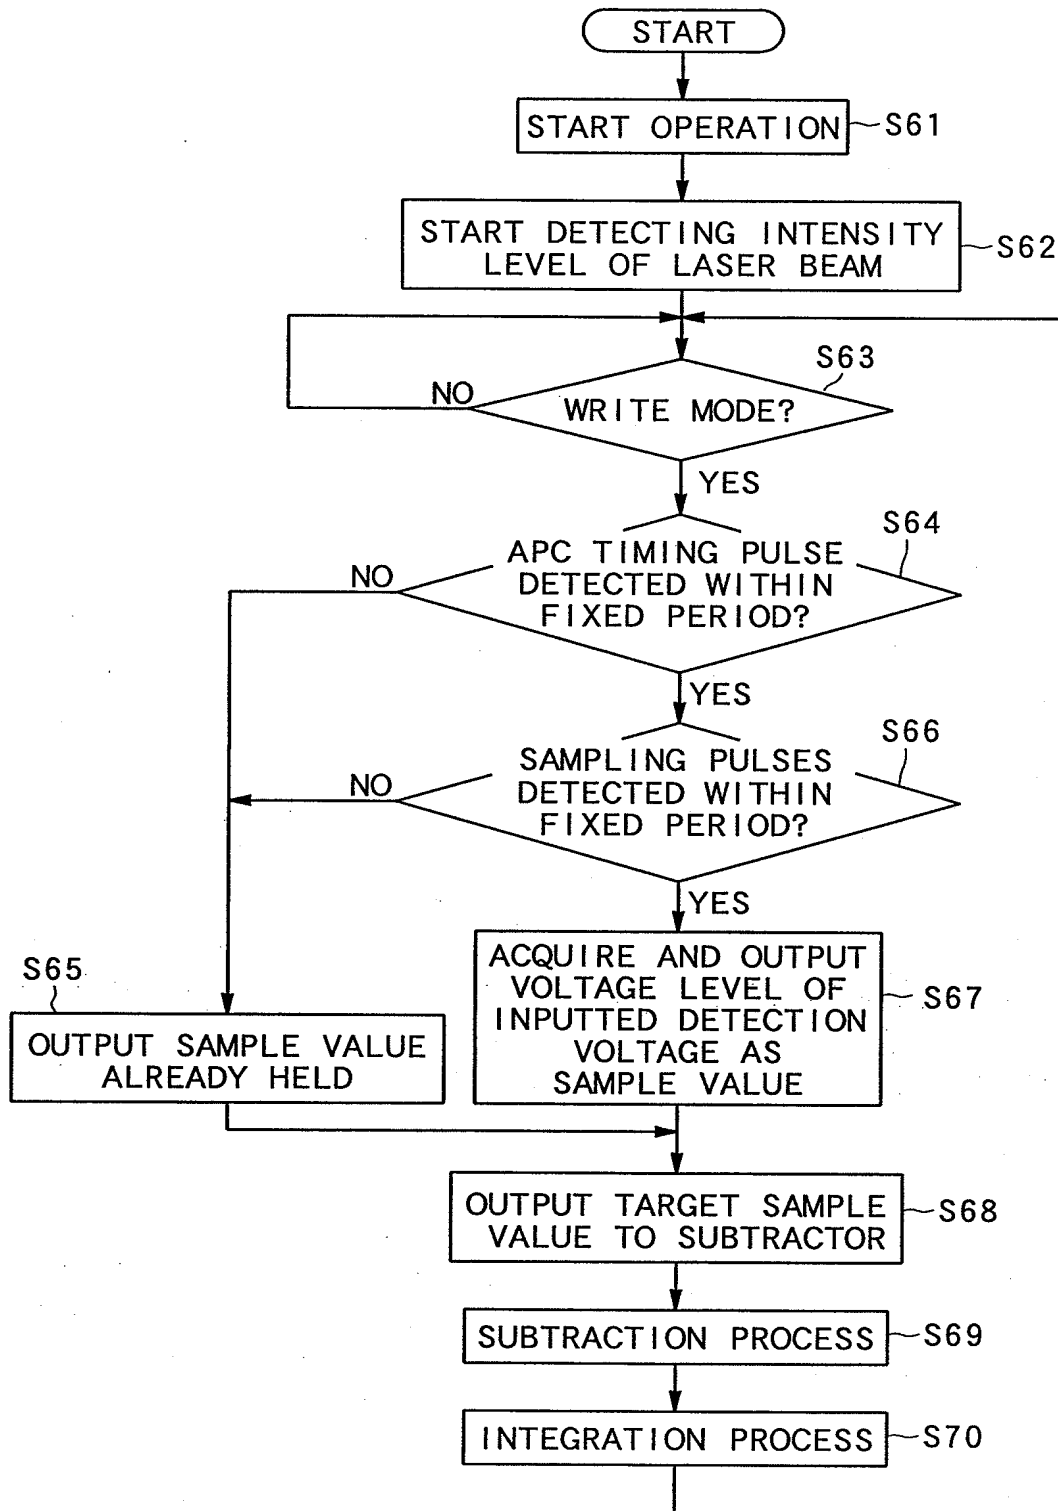 START
START OPERATION
S61
START DETECTING INTENSITY
LEVEL OF LASER BEAM
S62
S63
NO
WRITE MODE?
YES
S64
NO
APC TIMING PULSE
DETECTED WITHIN
FIXED PERIOD?
YES
S66
NO
SAMPLING PULSES
DETECTED WITHIN
FIXED PERIOD?
YES
S65
OUTPUT SAMPLE VALUE
ALREADY HELD
ACQUIRE AND OUTPUT
VOLTAGE LEVEL OF
INPUTTED DETECTION
VOLTAGE AS
SAMPLE VALUE
S67
OUTPUT TARGET SAMPLE
VALUE TO SUBTRACTOR
S68
SUBTRACTION PROCESS
S69
INTEGRATION PROCESS
S70